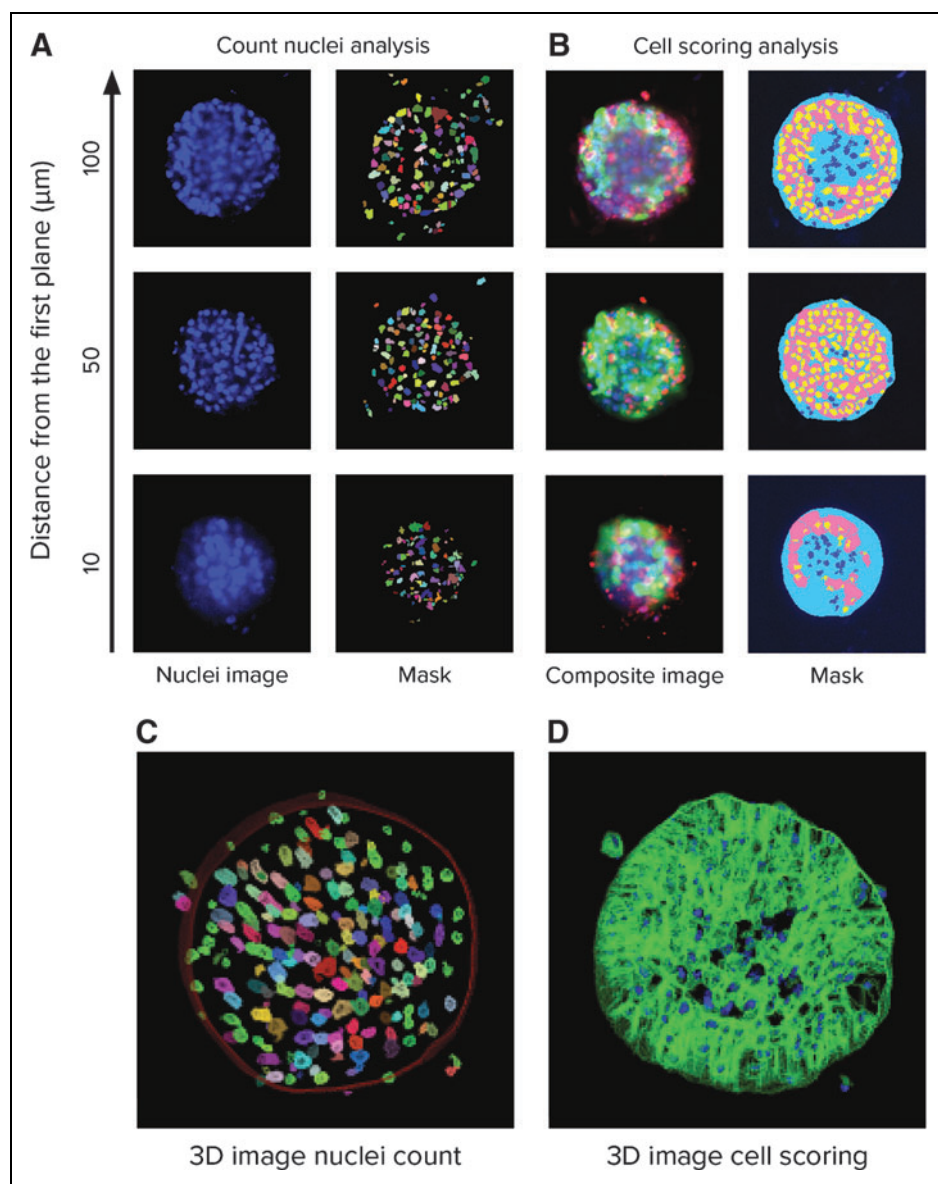 A
Count nuclei analysis
B
Cell scoring analysis
Distance from the first plane (µm)
100
50
10
Nuclei image
Mask
Composite image
Mask
C
D
3D image nuclei count
3D image cell scoring